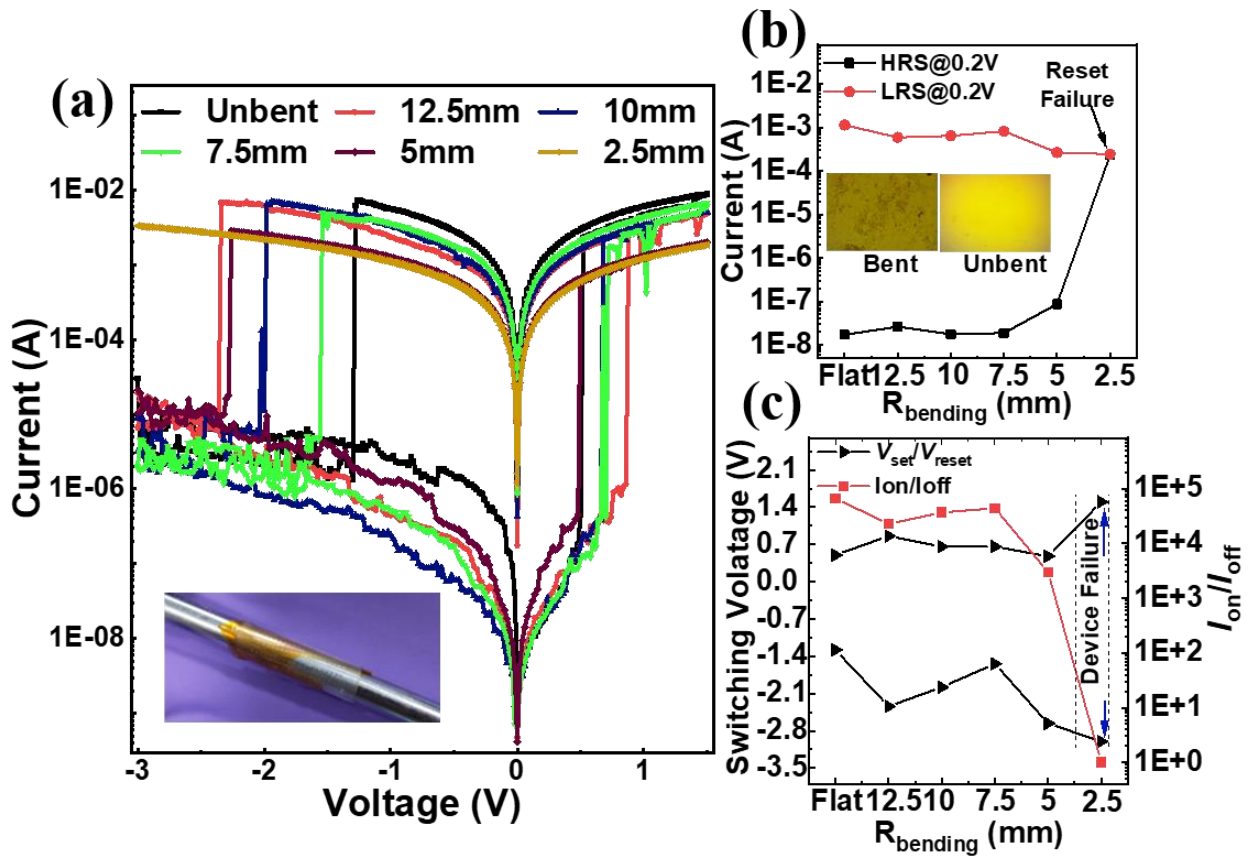 (a)
Unbent 12.5mm 10mm
7.5mm 5mm 2.5mm
1E-02
1E-04
1E-06
1E-08
Current (A)
-3 -2 -1 0 1
Voltage (V)
(b)
HRS@0.2V
LRS@0.2V
Reset
Failure
1E-2
1E-3
1E-4
1E-5
1E-6
1E-7
1E-8
Current (A)
Bent Unbent
Flat 12.5 10 7.5 5 2.5
Rbending (mm)
(c)
Vset/Vreset
Ion/Ioff
Device Failure
2.1
1.4
0.7
0.0
-0.7
-1.4
-2.1
-2.8
-3.5
Switching Volatage (V)
1E+5
1E+4
1E+3
1E+2
1E+1
1E+0
Ion/Ioff
Flat 12.5 10 7.5 5 2.5
Rbending (mm)